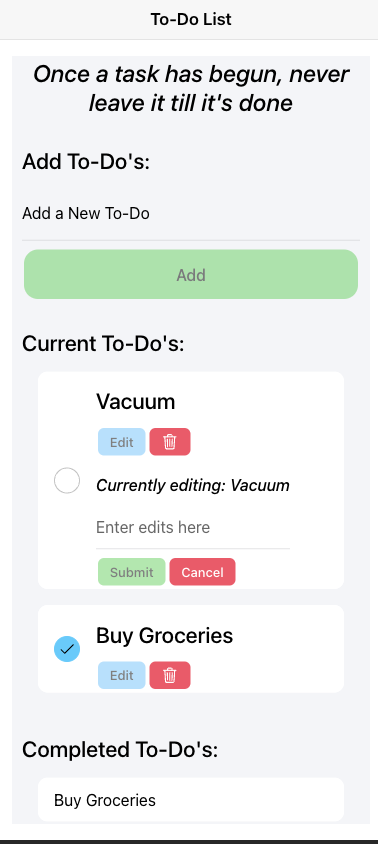 To-Do List
Once a task has begun, never
leave it till it's done
Add To-Do's:
Add a New To-Do
Add
Current To-Do's:
Vacuum
Edit
Currently editing: Vacuum
Enter edits here
Submit Cancel
Buy Groceries
Edit
Completed To-Do's:
Buy Groceries